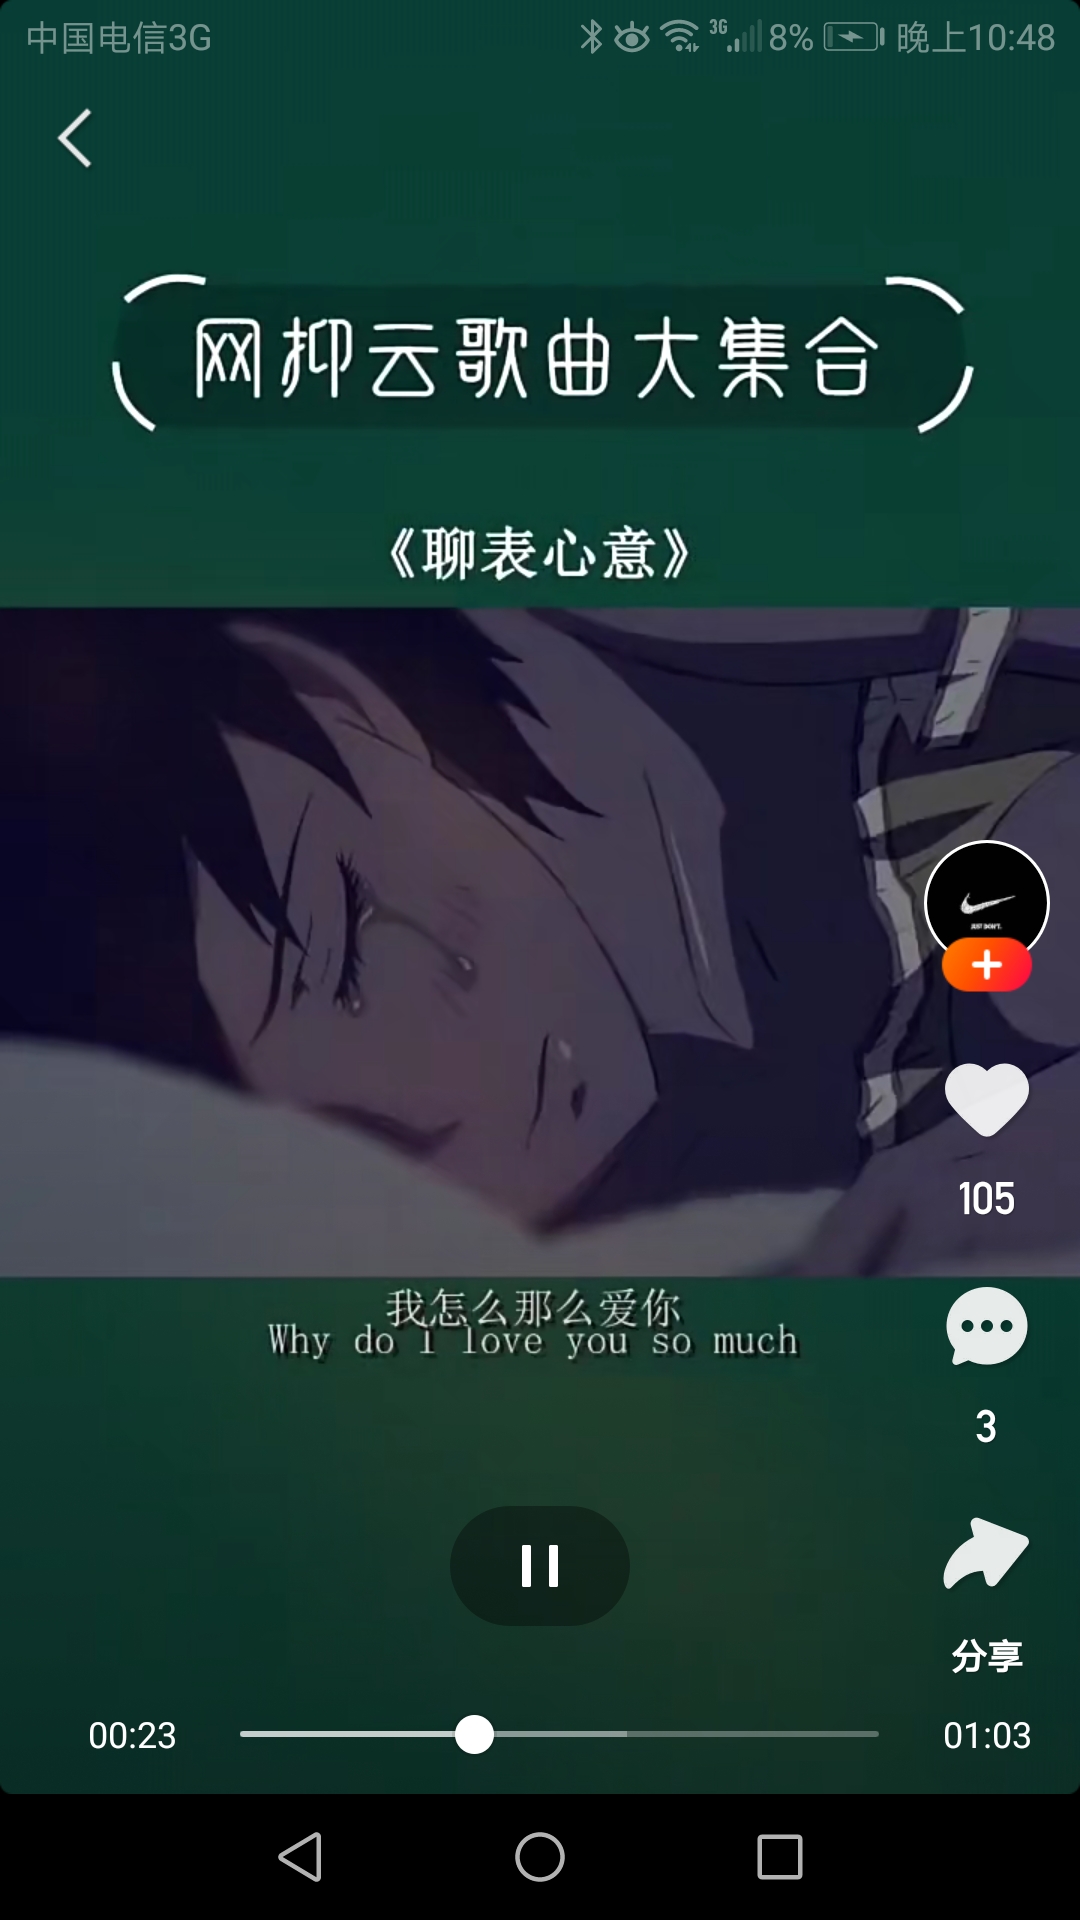 中国电信3G
3G
8%
晚上10:48
网抑云歌曲大集合
《聊表心意》
JUST DON'T.
我怎么那么爱你
Why do I love you so much
105
3
分享
00:23
01:03